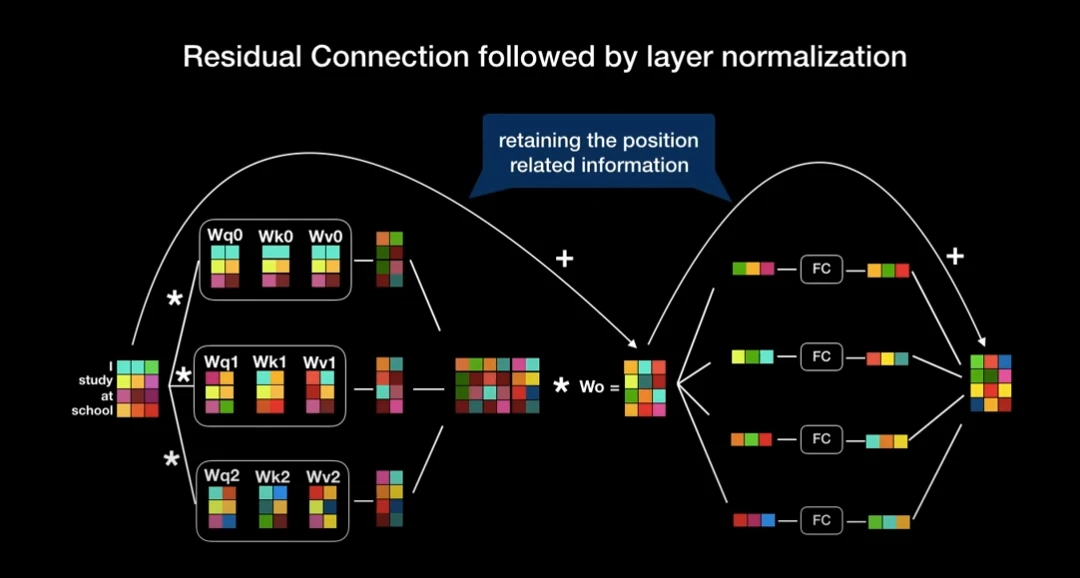 Residual Connection followed by layer normalization
retaining the position
related information
Wq0 Wk0 Wv0
*
+
+
FC
I
study
at
school
*
Wq1 Wk1 Wv1
* Wo =
FC
*
Wq2 Wk2 Wv2
FC
FC